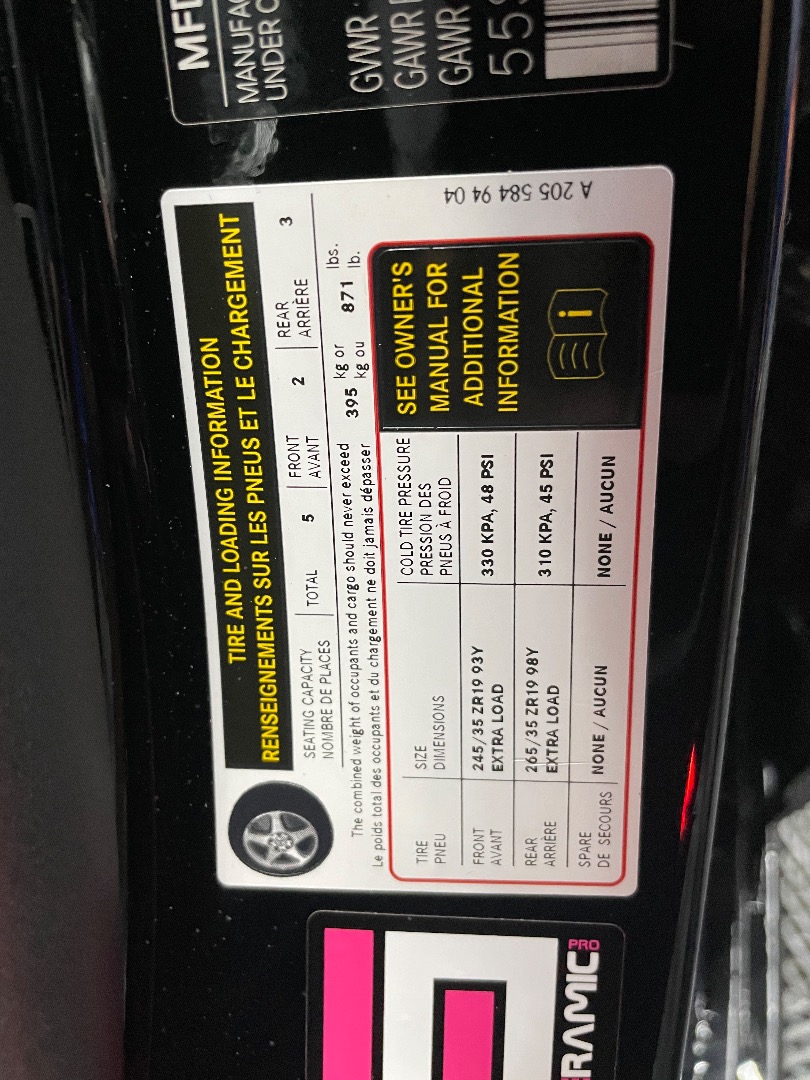 MANUFAC
UNDER O
GVWR
GAWR
GAWR
TIRE AND LOADING INFORMATION
RENSEIGNEMENTS SUR LES PNEUS ET LE CHARGEMENT
SEATING CAPACITY
NOMBRE DE PLACES
TOTAL 5
FRONT
AVANT
2
REAR
ARRIÈRE
3
The combined weight of occupants and cargo should never exceed 395 kg or 871 lbs.
Le poids total des occupants et du chargement ne doit jamais dépasser kg ou lb.
TIRE
PNEU
SIZE
DIMENSIONS
COLD TIRE PRESSURE
PRESSION DES
PNEUS À FROID
FRONT
AVANT
245/35 ZR19 93Y
EXTRA LOAD
330 KPA, 48 PSI
REAR
ARRIÈRE
265/35 ZR19 98Y
EXTRA LOAD
310 KPA, 45 PSI
SPARE
DE SECOURS
NONE / AUCUN
NONE / AUCUN
SEE OWNER'S
MANUAL FOR
ADDITIONAL
INFORMATION
A 205 584 94 04
RAMIC PRO